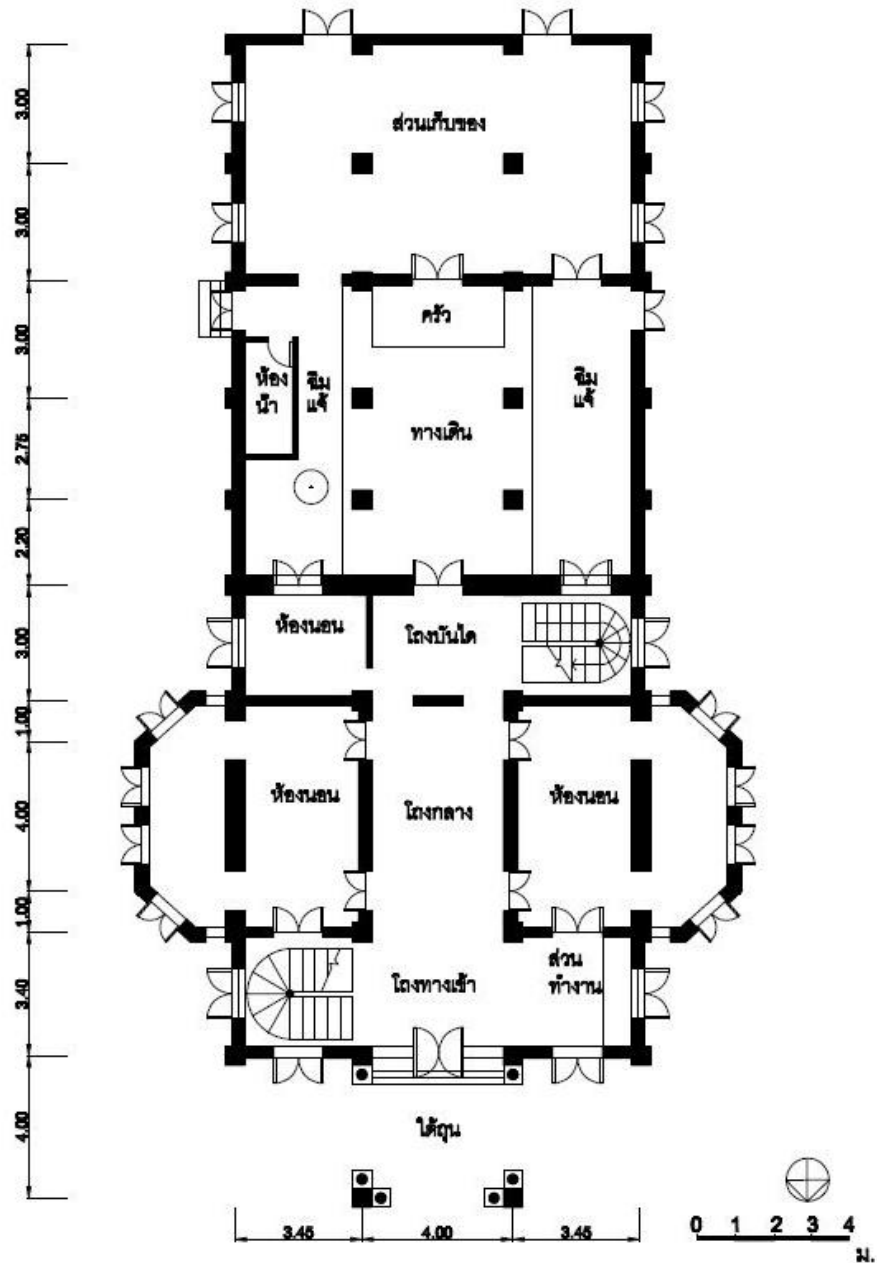 3.00
ส่วนเก็บของ
3.00
3.00
ครัว
ห้อง
น้ำ
ซิม
แจ้
ซิม
แจ้
ทางเดิน
2.75
2.20
3.00
ห้องนอน
โถงบันได
1.00
4.00
ห้องนอน
โถงกลาง
ห้องนอน
1.00
3.40
โถงทางเข้า
ส่วน
ทำงาน
4.00
ใต้ถุน
3.45
4.00
3.45
0 1 2 3 4
ม.